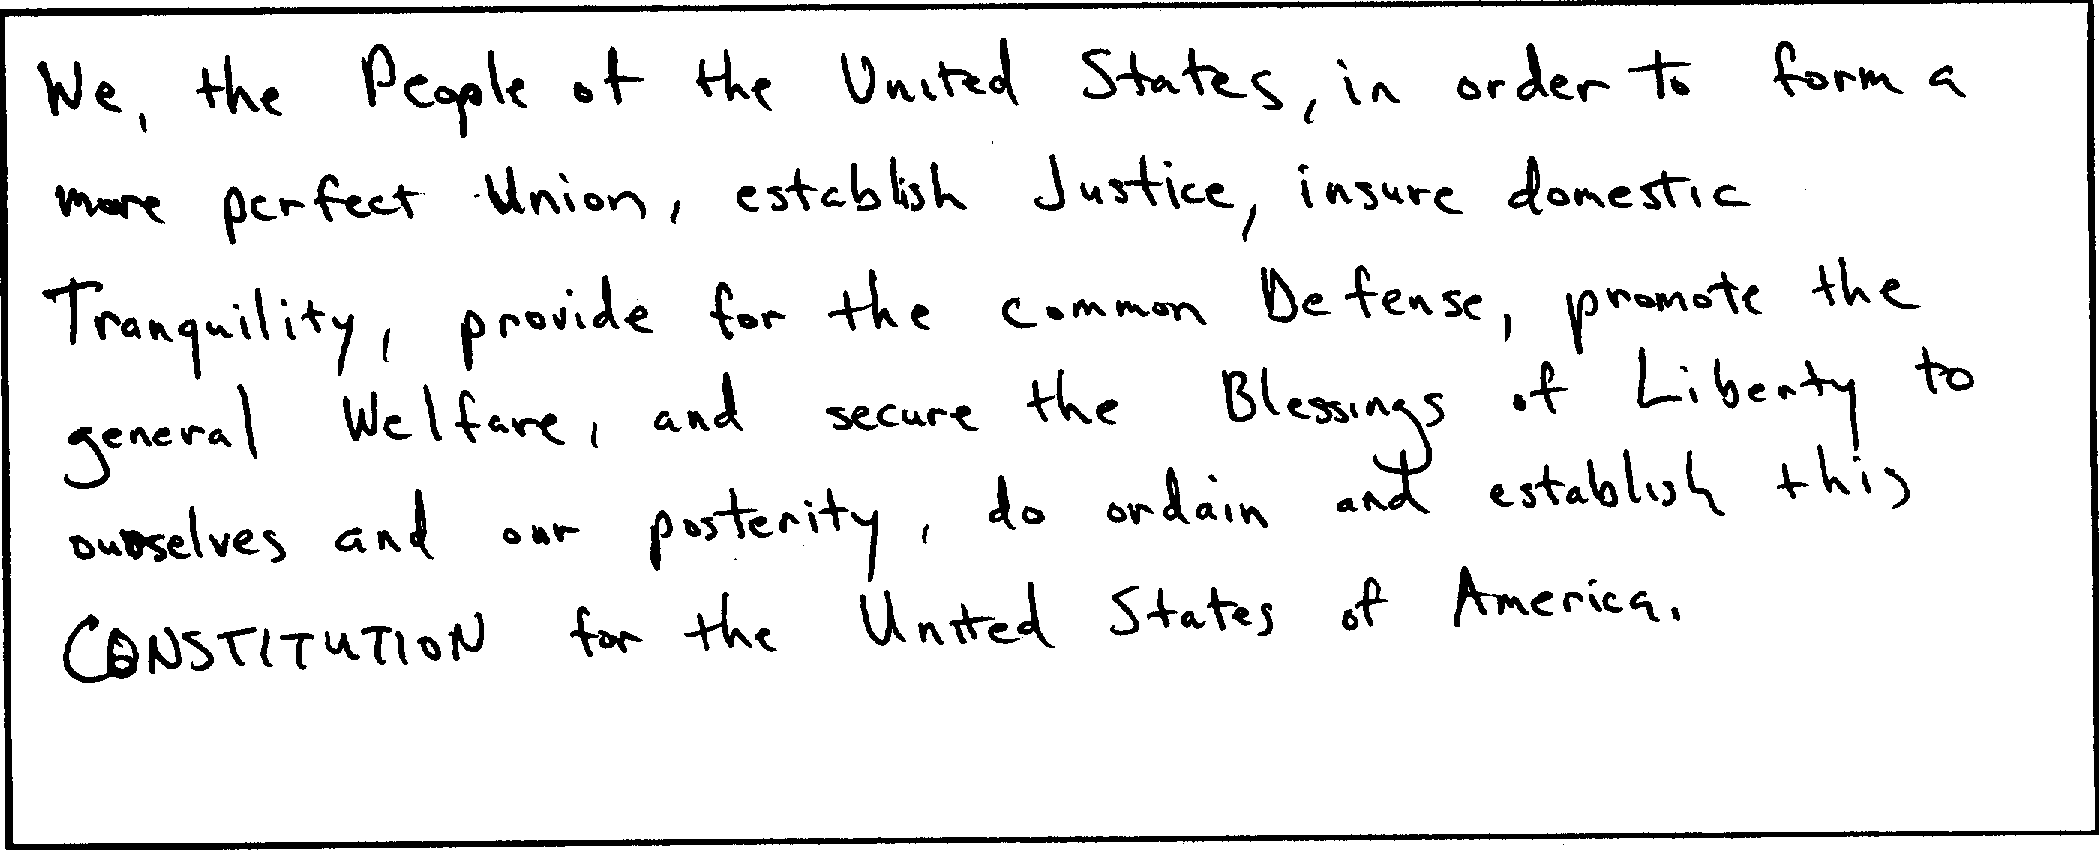 We, the People of the United States, in order to form a
more perfect Union, establish Justice, insure domestic
Tranquility, provide for the common Defense, promote the
general Welfare, and secure the Blessings of Liberty to
ourselves and our posterity, do ordain and establish this
CONSTITUTION for the United States of America.